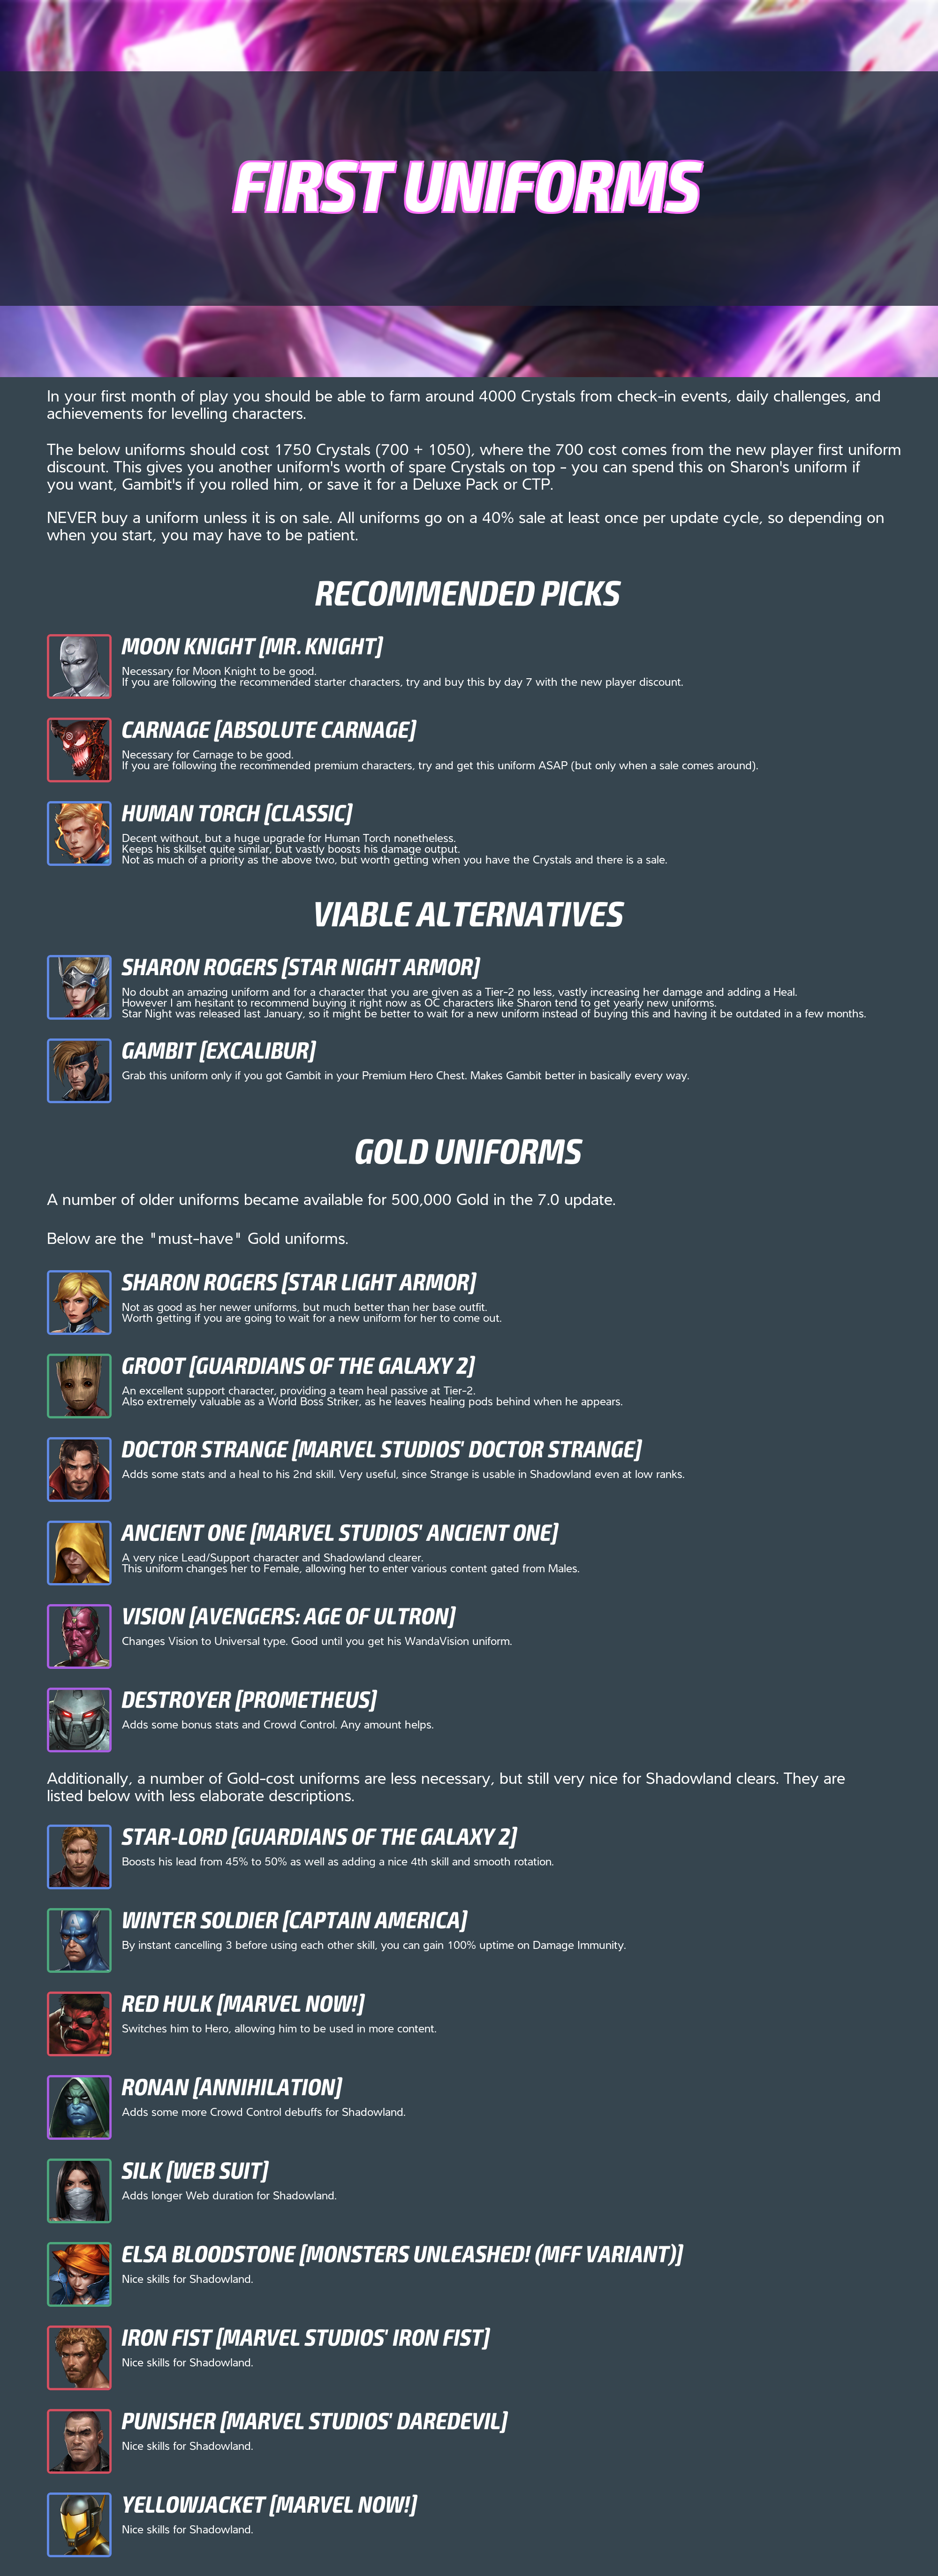 FIRST UNIFORMS
In your first month of play you should be able to farm around 4000 Crystals from check-in events, daily challenges, and
achievements for levelling characters.
The below uniforms should cost 1750 Crystals (700 + 1050), where the 700 cost comes from the new player first uniform
discount. This gives you another uniform's worth of spare Crystals on top - you can spend this on Sharon's uniform if
you want, Gambit's if you rolled him, or save it for a Deluxe Pack or CTP.
NEVER buy a uniform unless it is on sale. All uniforms go on a 40% sale at least once per update cycle, so depending on
when you start, you may have to be patient.
RECOMMENDED PICKS
MOON KNIGHT [MR. KNIGHT]
Necessary for Moon Knight to be good.
If you are following the recommended starter characters, try and buy this by day 7 with the new player discount.
CARNAGE [ABSOLUTE CARNAGE]
Necessary for Carnage to be good.
If you are following the recommended premium characters, try and get this uniform ASAP (but only when a sale comes around).
HUMAN TORCH [CLASSIC]
Decent without, but a huge upgrade for Human Torch nonetheless.
Keeps his skillset quite similar, but vastly boosts his damage output.
Not as much of a priority as the above two, but worth getting when you have the Crystals and there is a sale.
VIABLE ALTERNATIVES
SHARON ROGERS [STAR NIGHT ARMOR]
No doubt an amazing uniform and for a character that you are given as a Tier-2 no less, vastly increasing her damage and adding a Heal.
However I am hesitant to recommend buying it right now as OC characters like Sharon tend to get yearly new uniforms.
Star Night was released last January, so it might be better to wait for a new uniform instead of buying this and having it be outdated in a few months.
GAMBIT [EXCALIBUR]
Grab this uniform only if you got Gambit in your Premium Hero Chest. Makes Gambit better in basically every way.
GOLD UNIFORMS
A number of older uniforms became available for 500,000 Gold in the 7.0 update.
Below are the "must-have" Gold uniforms.
SHARON ROGERS [STAR LIGHT ARMOR]
Not as good as her newer uniforms, but much better than her base outfit.
Worth getting if you are going to wait for a new uniform for her to come out.
GROOT [GUARDIANS OF THE GALAXY 2]
An excellent support character, providing a team heal passive at Tier-2.
Also extremely valuable as a World Boss Striker, as he leaves healing pods behind when he appears.
DOCTOR STRANGE [MARVEL STUDIOS' DOCTOR STRANGE]
Adds some stats and a heal to his 2nd skill. Very useful, since Strange is usable in Shadowland even at low ranks.
ANCIENT ONE [MARVEL STUDIOS' ANCIENT ONE]
A very nice Lead/Support character and Shadowland clearer.
This uniform changes her to Female, allowing her to enter various content gated from Males.
VISION [AVENGERS: AGE OF ULTRON]
Changes Vision to Universal type. Good until you get his WandaVision uniform.
DESTROYER [PROMETHEUS]
Adds some bonus stats and Crowd Control. Any amount helps.
Additionally, a number of Gold-cost uniforms are less necessary, but still very nice for Shadowland clears. They are
listed below with less elaborate descriptions.
STAR-LORD [GUARDIANS OF THE GALAXY 2]
Boosts his lead from 45% to 50% as well as adding a nice 4th skill and smooth rotation.
WINTER SOLDIER [CAPTAIN AMERICA]
By instant cancelling 3 before using each other skill, you can gain 100% uptime on Damage Immunity.
RED HULK [MARVEL NOW!]
Switches him to Hero, allowing him to be used in more content.
RONAN [ANNIHILATION]
Adds some more Crowd Control debuffs for Shadowland.
SILK [WEB SUIT]
Adds longer Web duration for Shadowland.
ELSA BLOODSTONE [MONSTERS UNLEASHED! (MFF VARIANT)]
Nice skills for Shadowland.
IRON FIST [MARVEL STUDIOS' IRON FIST]
Nice skills for Shadowland.
PUNISHER [MARVEL STUDIOS' DAREDEVIL]
Nice skills for Shadowland.
YELLOWJACKET [MARVEL NOW!]
Nice skills for Shadowland.